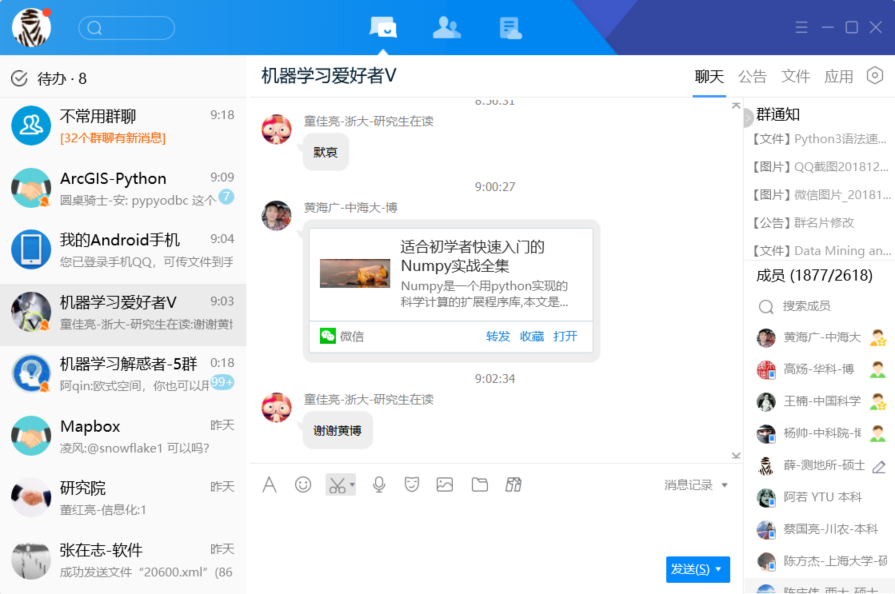 待办 · 8
不常用群聊 9:18
[32个群聊有新消息]
ArcGIS-Python 9:09
圆桌骑士-安: pypyodbc 这个 7
我的Android手机 9:04
您已登录手机QQ，可传文件到手
机器学习爱好者V 9:03
童佳亮-浙大-研究生在读:谢谢黄
机器学习解惑者-5群 0:18
阿qin:欧式空间，你也可以用 99+
Mapbox 昨天
凌风:@snowflake1 可以吗?
研究院 昨天
董红亮-信息化:1
张在志-软件 昨天
成功发送文件“20600.xml”(86
机器学习爱好者V
聊天 公告 文件 应用
8:56:31
童佳亮-浙大-研究生在读
默哀
9:00:27
黄海广-中海大-博
适合初学者快速入门的
Numpy实战全集
Numpy是一个用python实现的
科学计算的扩展程序库,本文是...
微信 转发 收藏 打开
9:02:34
童佳亮-浙大-研究生在读
谢谢黄博
消息记录
发送(S)
群通知
【文件】Python3语法速...
【图片】QQ截图201812...
【图片】微信图片_20181...
【公告】群名片修改
【文件】Data Mining an...
成员 (1877/2618)
搜索成员
黄海广-中海大
高炀-华科-博
王楠-中国科学
杨帅-中科院-博
薛-测地所-硕士
阿若 YTU 本科
蔡国亮-川农-本科
陈方杰-上海大学-硕